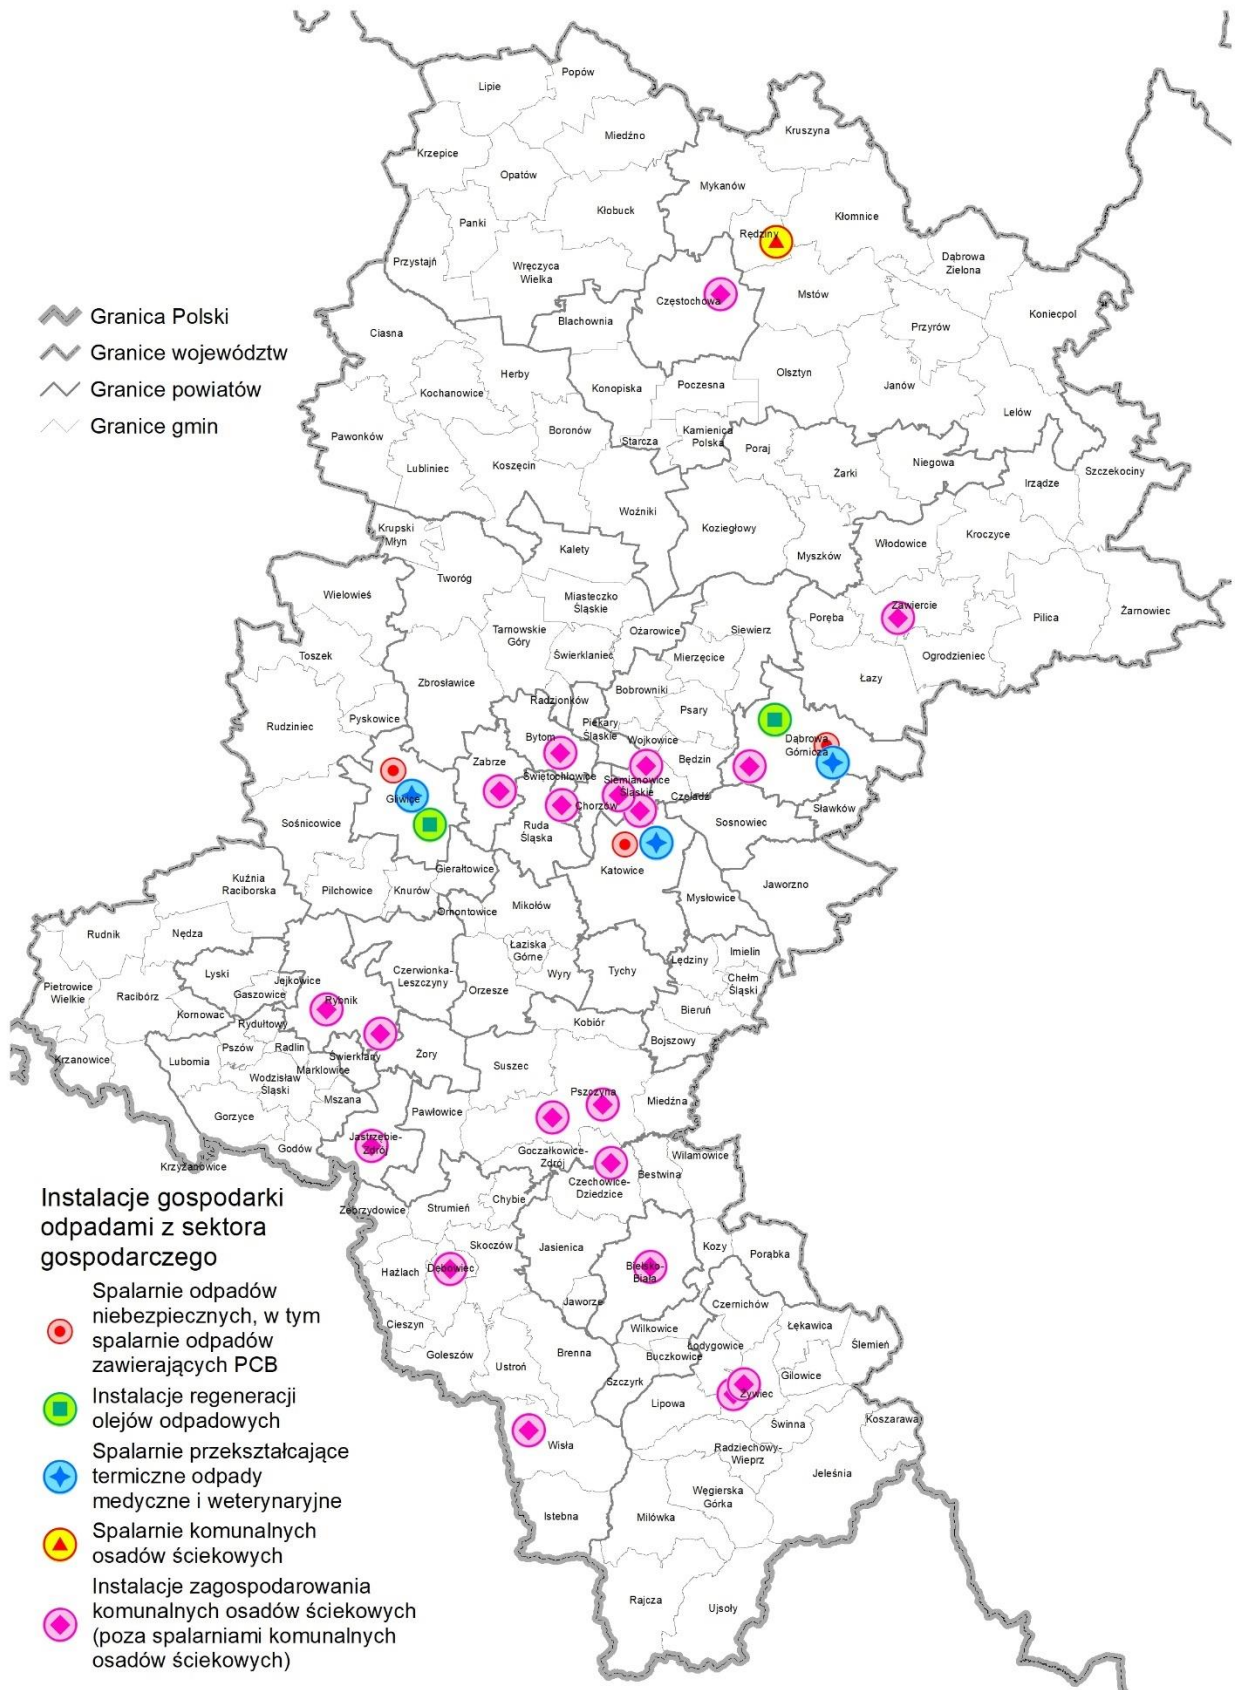 Lipie
Popów
Kruszyna
Miedźno
Krzepice
Opatów
Mykanów
Kłobuck
Kłomnice
Panki
Rędziny
Przystajń
Wręczyca
Wielka
Dąbrowa
Zielona
Mstów
Częstochowa
Koniecpol
Granica Polski
Blachownia
Przyrów
Ciasna
Granice województw
Herby
Olsztyn
Konopiska
Poczesna
Janów
Granice powiatów
Kochanowice
Lelów
Granice gmin
Boronów
Kamienica
Polska
Pawonków
Starcza
Poraj
Niegowa
Lubliniec
Koszęcin
Żarki
Szczekociny
Irządze
Woźniki
Krupski
Młyn
Koziegłowy
Kroczyce
Włodowice
Kalety
Myszków
Tworóg
Wielowieś
Miasteczko
Śląskie
Zawiercie
Żarnowiec
Poręba
Pilica
Tarnowskie
Góry
Ożarowice
Siewierz
Toszek
Świerklaniec
Mierzęcice
Ogrodzieniec
Łazy
Zbrosławice
Bobrowniki
Radzionków
Psary
Rudziniec
Pyskowice
Piekary
Śląskie
Bytom
Wojkowice
Dąbrowa
Górnicza
Zabrze
Będzin
Świętochłowice
Siemianowice
Śląskie
Gliwice
Chorzów
Czeladź
Sławków
Sośnicowice
Ruda
Śląska
Sosnowiec
Katowice
Gierałtowice
Kuźnia
Raciborska
Pilchowice
Knurów
Jaworzno
Mysłowice
Ornontowice
Mikołów
Rudnik
Nędza
Łaziska
Górne
Imielin
Lędziny
Lyski
Jejkowice
Czerwionka-
Leszczyny
Wyry
Tychy
Chełm
Śląski
Pietrowice
Wielkie
Racibórz
Gaszowice
Rybnik
Orzesze
Kornowac
Bieruń
Rydułtowy
Kobiór
Bojszowy
Krzanowice
Lubomia
Pszów
Radlin
Świerklany
Żory
Suszec
Marklowice
Wodzisław
Śląski
Mszana
Pszczyna
Miedźna
Gorzyce
Pawłowice
Jastrzębie-
Zdrój
Godów
Goczałkowice-
Zdrój
Wilamowice
Krzyżanowice
Bestwina
Czechowice-
Dziedzice
Chybie
Zebrzydowice
Strumień
Instalacje gospodarki
odpadami z sektora
gospodarczego
Skoczów
Jasienica
Kozy
Porąbka
Hażlach
Dębowiec
Bielsko-
Biała
Jaworze
Czernichów
Spalarnie odpadów
niebezpiecznych, w tym
spalarnie odpadów
zawierających PCB
Cieszyn
Wilkowice
Łękawica
Ślemień
Goleszów
Brenna
Łodygowice
Buczkowice
Ustroń
Gilowice
Szczyrk
Żywiec
Lipowa
Instalacje regeneracji
olejów odpadowych
Świnna
Koszarawa
Wisła
Radziechowy-
Wieprz
Jeleśnia
Spalarnie przekształcające
termiczne odpady
medyczne i weterynaryjne
Węgierska
Górka
Istebna
Milówka
Spalarnie komunalnych
osadów ściekowych
Rajcza
Ujsoły
Instalacje zagospodarowania
komunalnych osadów ściekowych
(poza spalarniami komunalnych
osadów ściekowych)